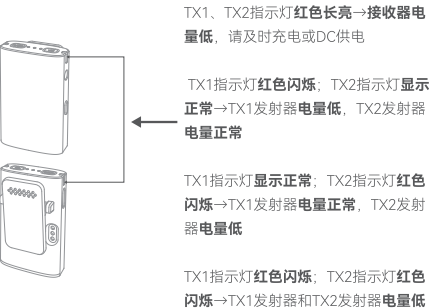 TX1、TX2指示灯红色长亮→接收器电
量低，请及时充电或DC供电
TX1指示灯红色闪烁；TX2指示灯显示
正常→TX1发射器电量低，TX2发射器
电量正常
TX1指示灯显示正常；TX2指示灯红色
闪烁→TX1发射器电量正常，TX2发射
器电量低
TX1指示灯红色闪烁；TX2指示灯红色
闪烁→TX1发射器和TX2发射器电量低